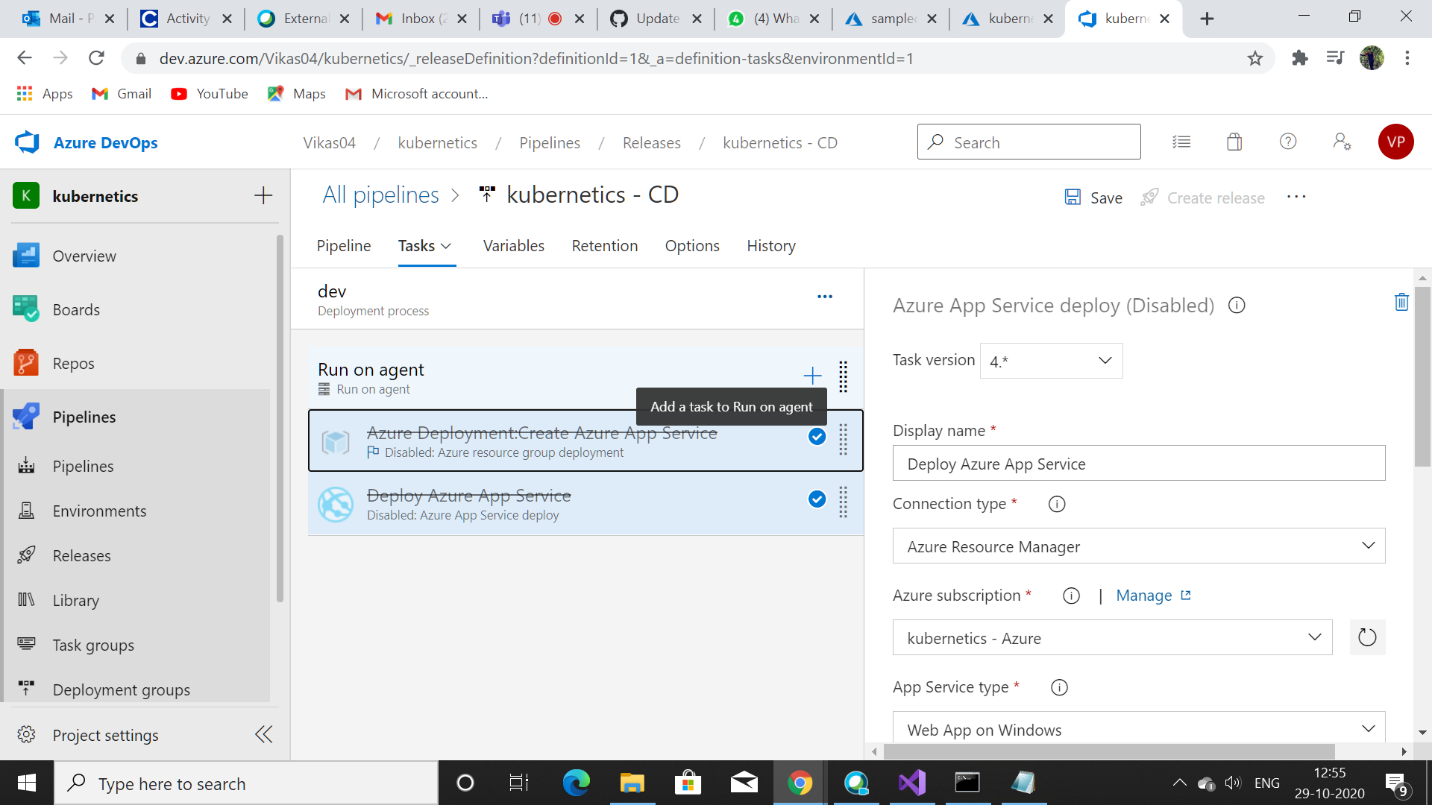 Mail - P
Activity
External
Inbox (2
(11)
Update
(4) Wha
sample
kubern
kubern
dev.azure.com/Vikas04/kubernetics/_releaseDefinition?definitionId=1&_a=definition-tasks&environmentId=1
Apps
Gmail
YouTube
Maps
Microsoft account...
Azure DevOps
Vikas04 / kubernetics / Pipelines / Releases / kubernetics - CD
Search
VP
K
kubernetics
All pipelines > kubernetics - CD
Save
Create release
Pipeline
Tasks
Variables
Retention
Options
History
Overview
Boards
Repos
Pipelines
Pipelines
Environments
Releases
Library
Task groups
Deployment groups
Project settings
dev
Deployment process
Run on agent
Run on agent
Add a task to Run on agent
Azure Deployment:Create Azure App Service
Disabled: Azure resource group deployment
Deploy Azure App Service
Disabled: Azure App Service deploy
Azure App Service deploy (Disabled)
Task version 4.*
Display name *
Deploy Azure App Service
Connection type *
Azure Resource Manager
Azure subscription * | Manage
kubernetics - Azure
App Service type *
Web App on Windows
Type here to search
ENG
12:55
29-10-2020
9